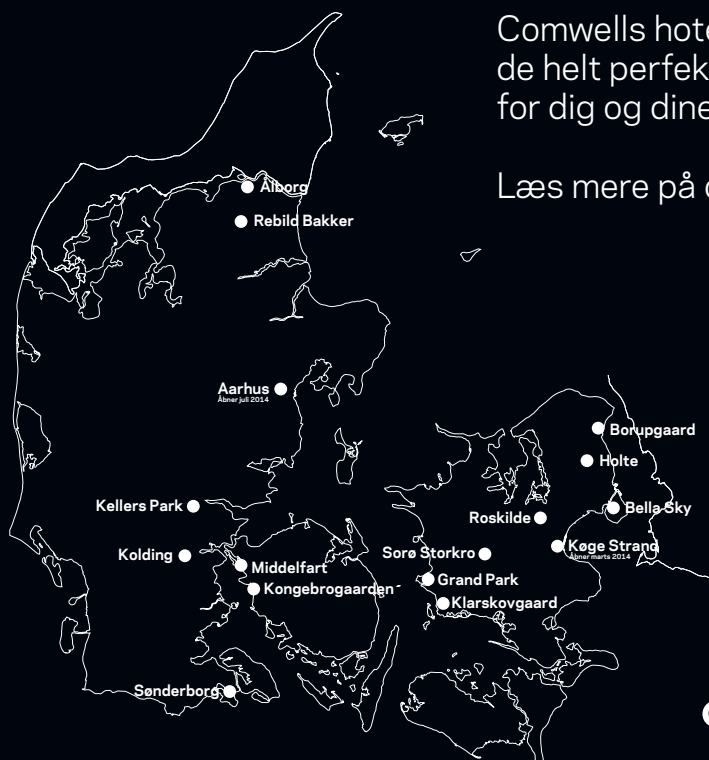 Comwells hote
de helt perfek
for dig og dine
Læs mere på
Ålborg
Rebild Bakker
Aarhus
Åbner juli 2014
Borupgaard
Holte
Kellers Park
Bella Sky
Roskilde
Kolding
Sorø Storkro
Køge Strand
Åbner marts 2014
Middelfart
Grand Park
Kongebrogaarden
Klarskovgaard
Sønderborg